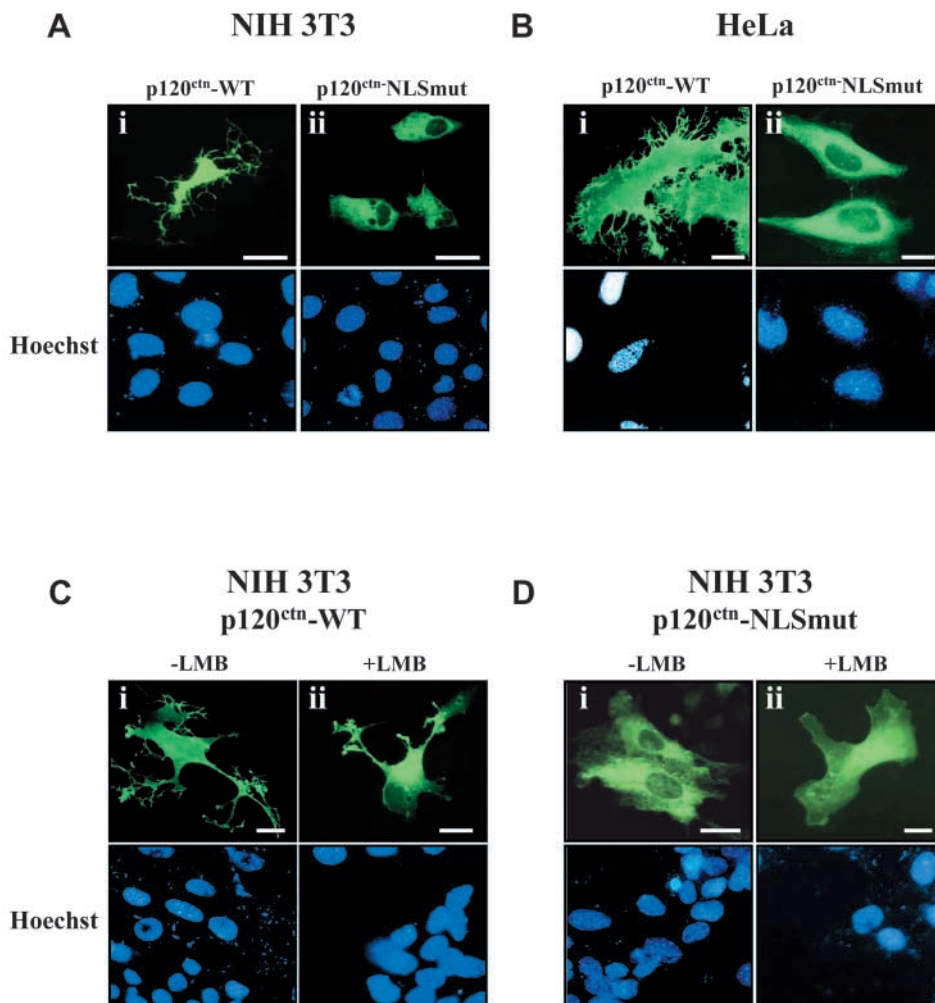 A NIH 3T3
p120ctn-WT p120ctn-NLSmut
i ii
Hoechst
B HeLa
p120ctn-WT p120ctn-NLSmut
i ii
C NIH 3T3
p120ctn-WT
-LMB +LMB
i ii
Hoechst
D NIH 3T3
p120ctn-NLSmut
-LMB +LMB
i ii